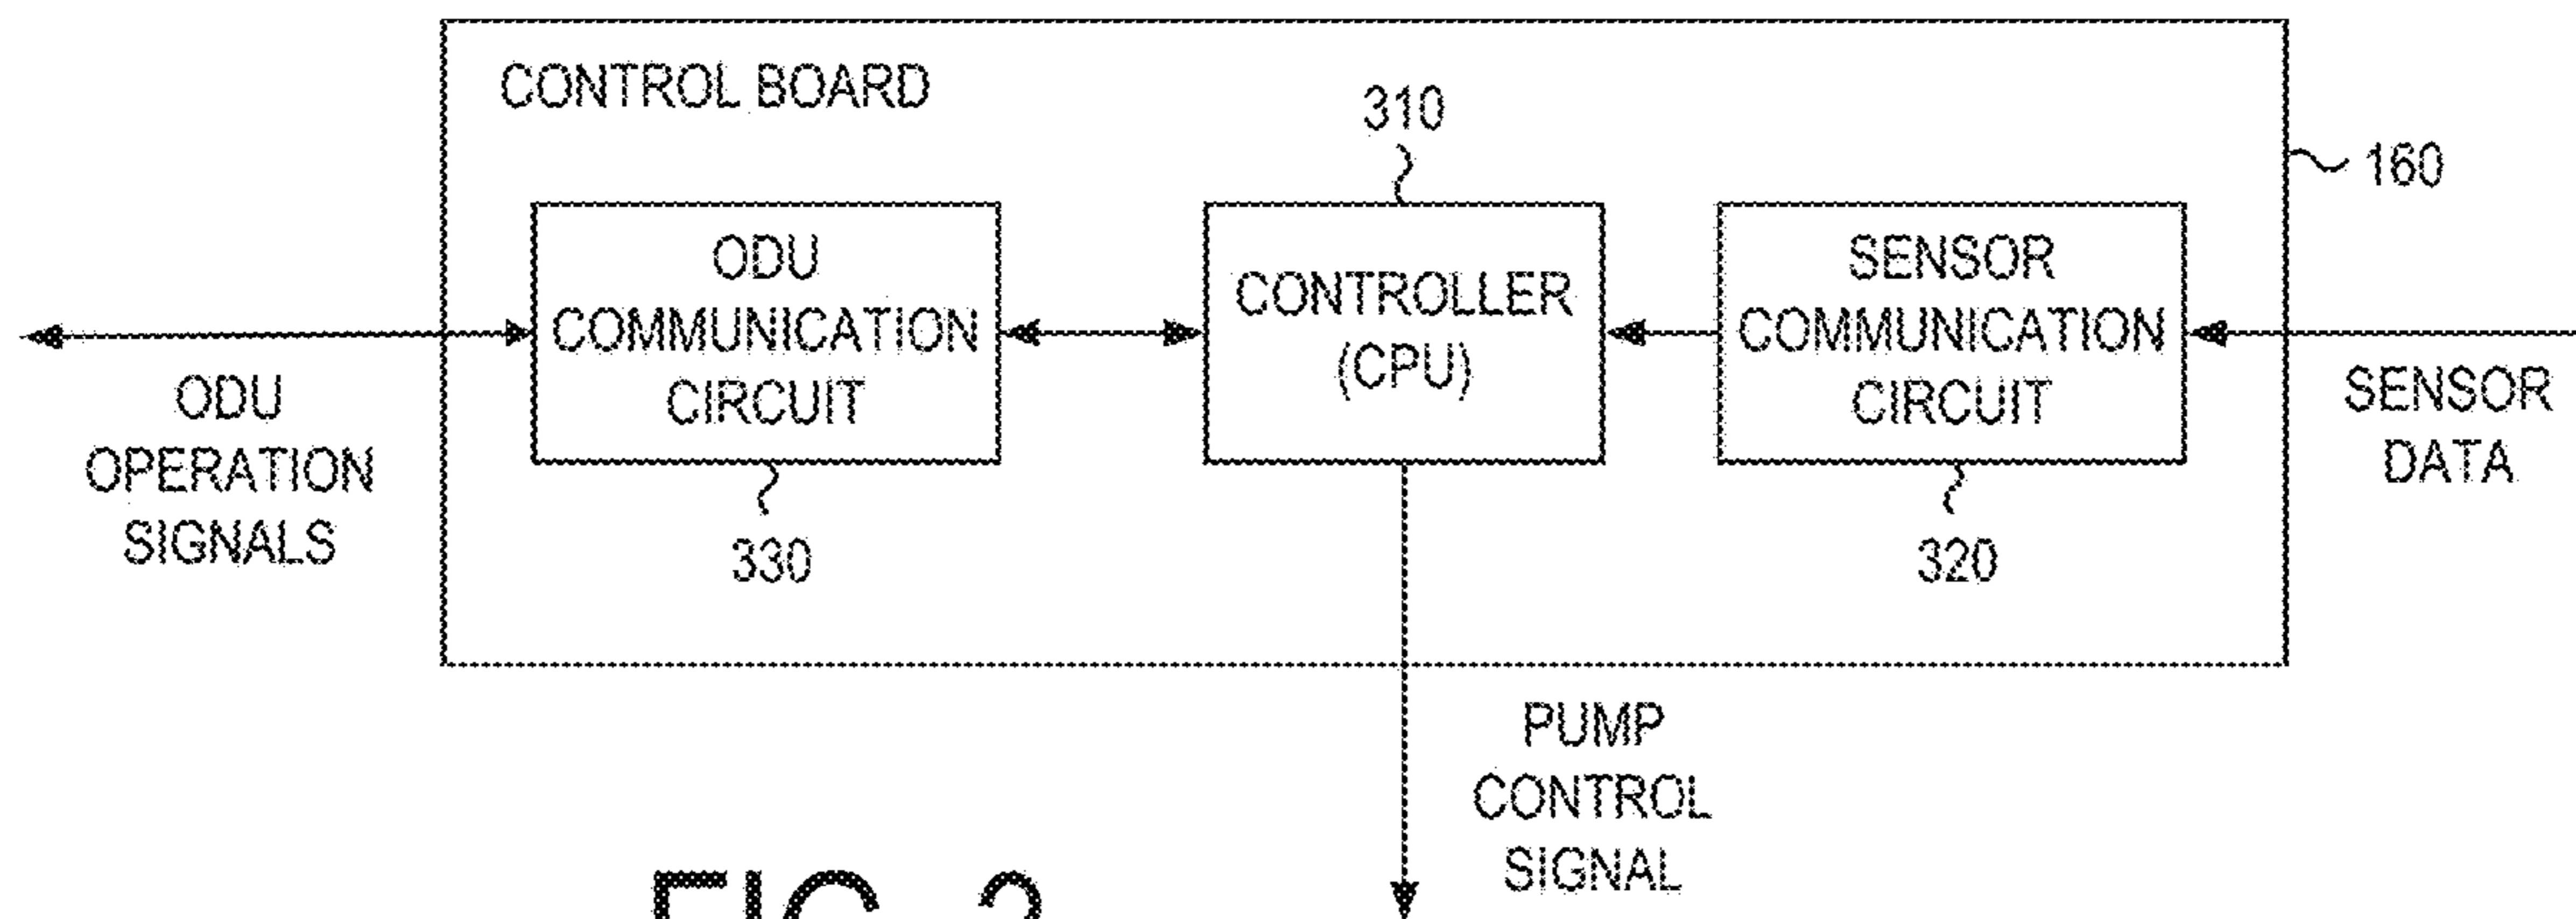 CONTROL BOARD
310
160
ODU
COMMUNICATION
CIRCUIT
CONTROLLER
(CPU)
SENSOR
COMMUNICATION
CIRCUIT
ODU
OPERATION
SIGNALS
SENSOR
DATA
330
320
PUMP
CONTROL
SIGNAL